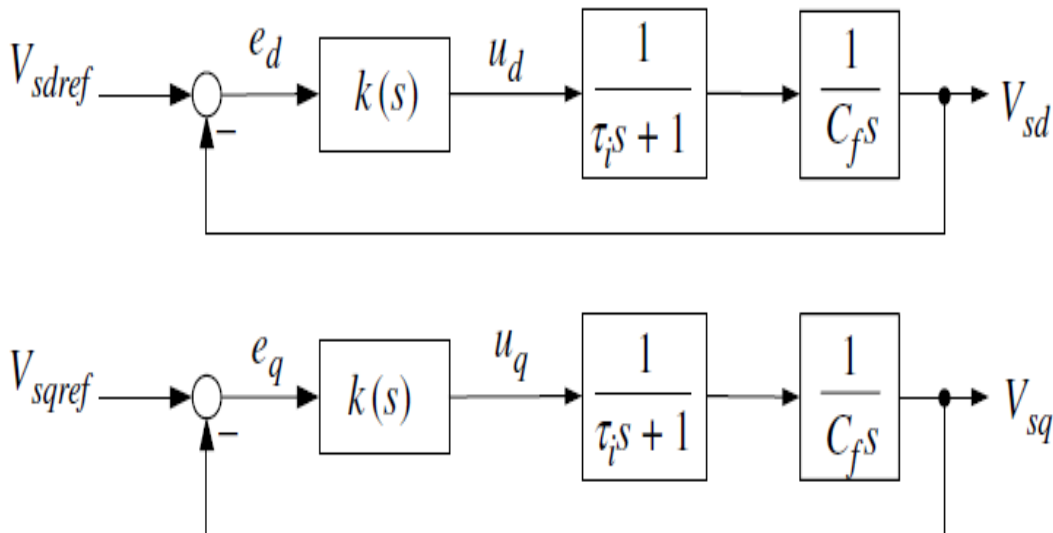 V_sdref e_d k(s) u_d 1/(τ_i s + 1) 1/(C_f s) V_sd
−
V_sqref e_q k(s) u_q 1/(τ_i s + 1) 1/(C_f s) V_sq
−